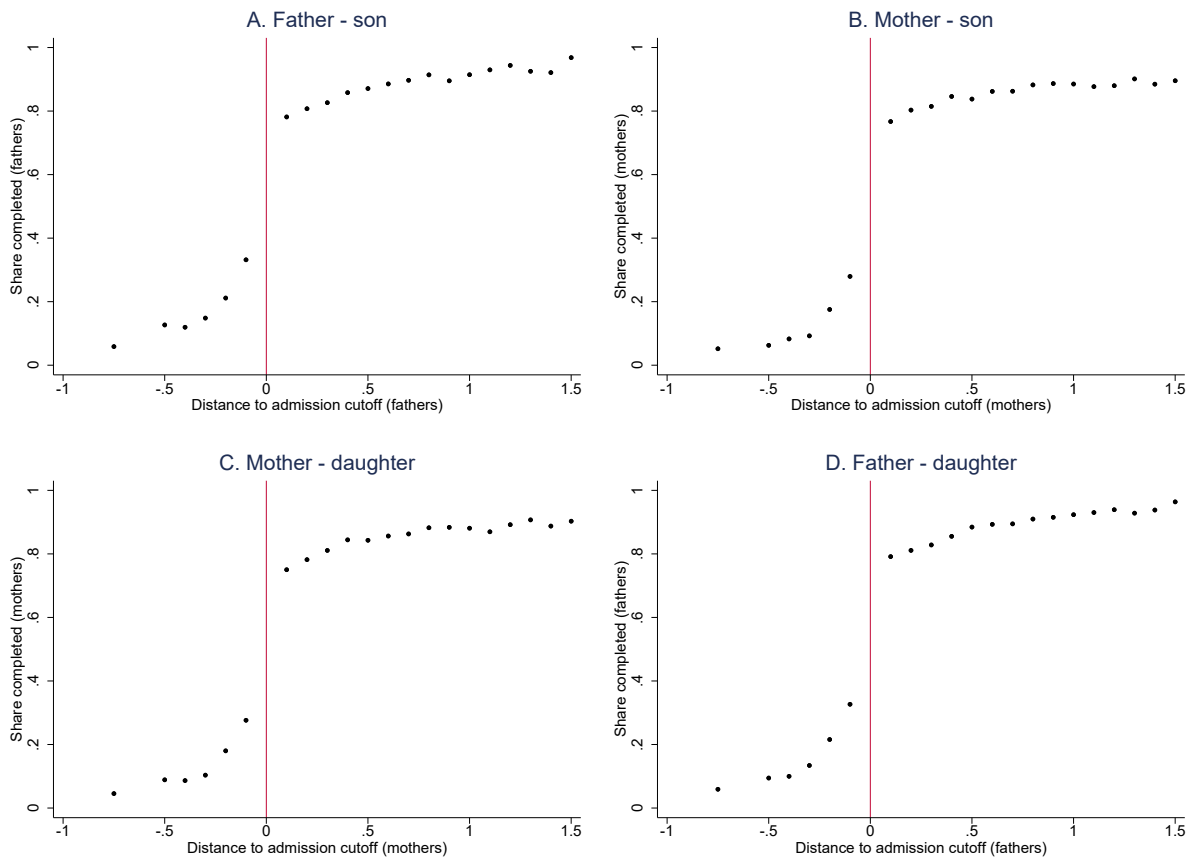 A. Father - son
Share completed (fathers)
1
.8
.6
.4
.2
0
-1 -.5 0 .5 1 1.5
Distance to admission cutoff (fathers)
B. Mother - son
Share completed (mothers)
1
.8
.6
.4
.2
0
-1 -.5 0 .5 1 1.5
Distance to admission cutoff (mothers)
C. Mother - daughter
Share completed (mothers)
1
.8
.6
.4
.2
0
-1 -.5 0 .5 1 1.5
Distance to admission cutoff (mothers)
D. Father - daughter
Share completed (fathers)
1
.8
.6
.4
.2
0
-1 -.5 0 .5 1 1.5
Distance to admission cutoff (fathers)